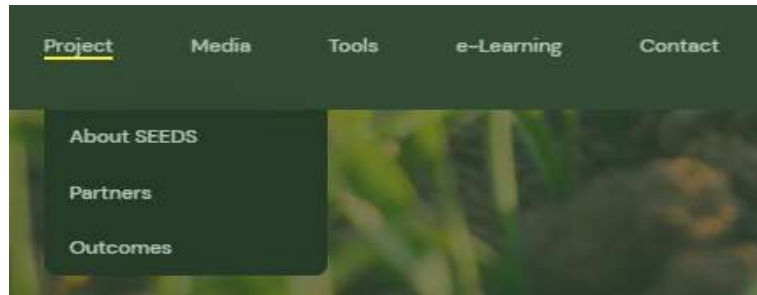 Project Media Tools e-Learning Contact
About SEEDS
Partners
Outcomes